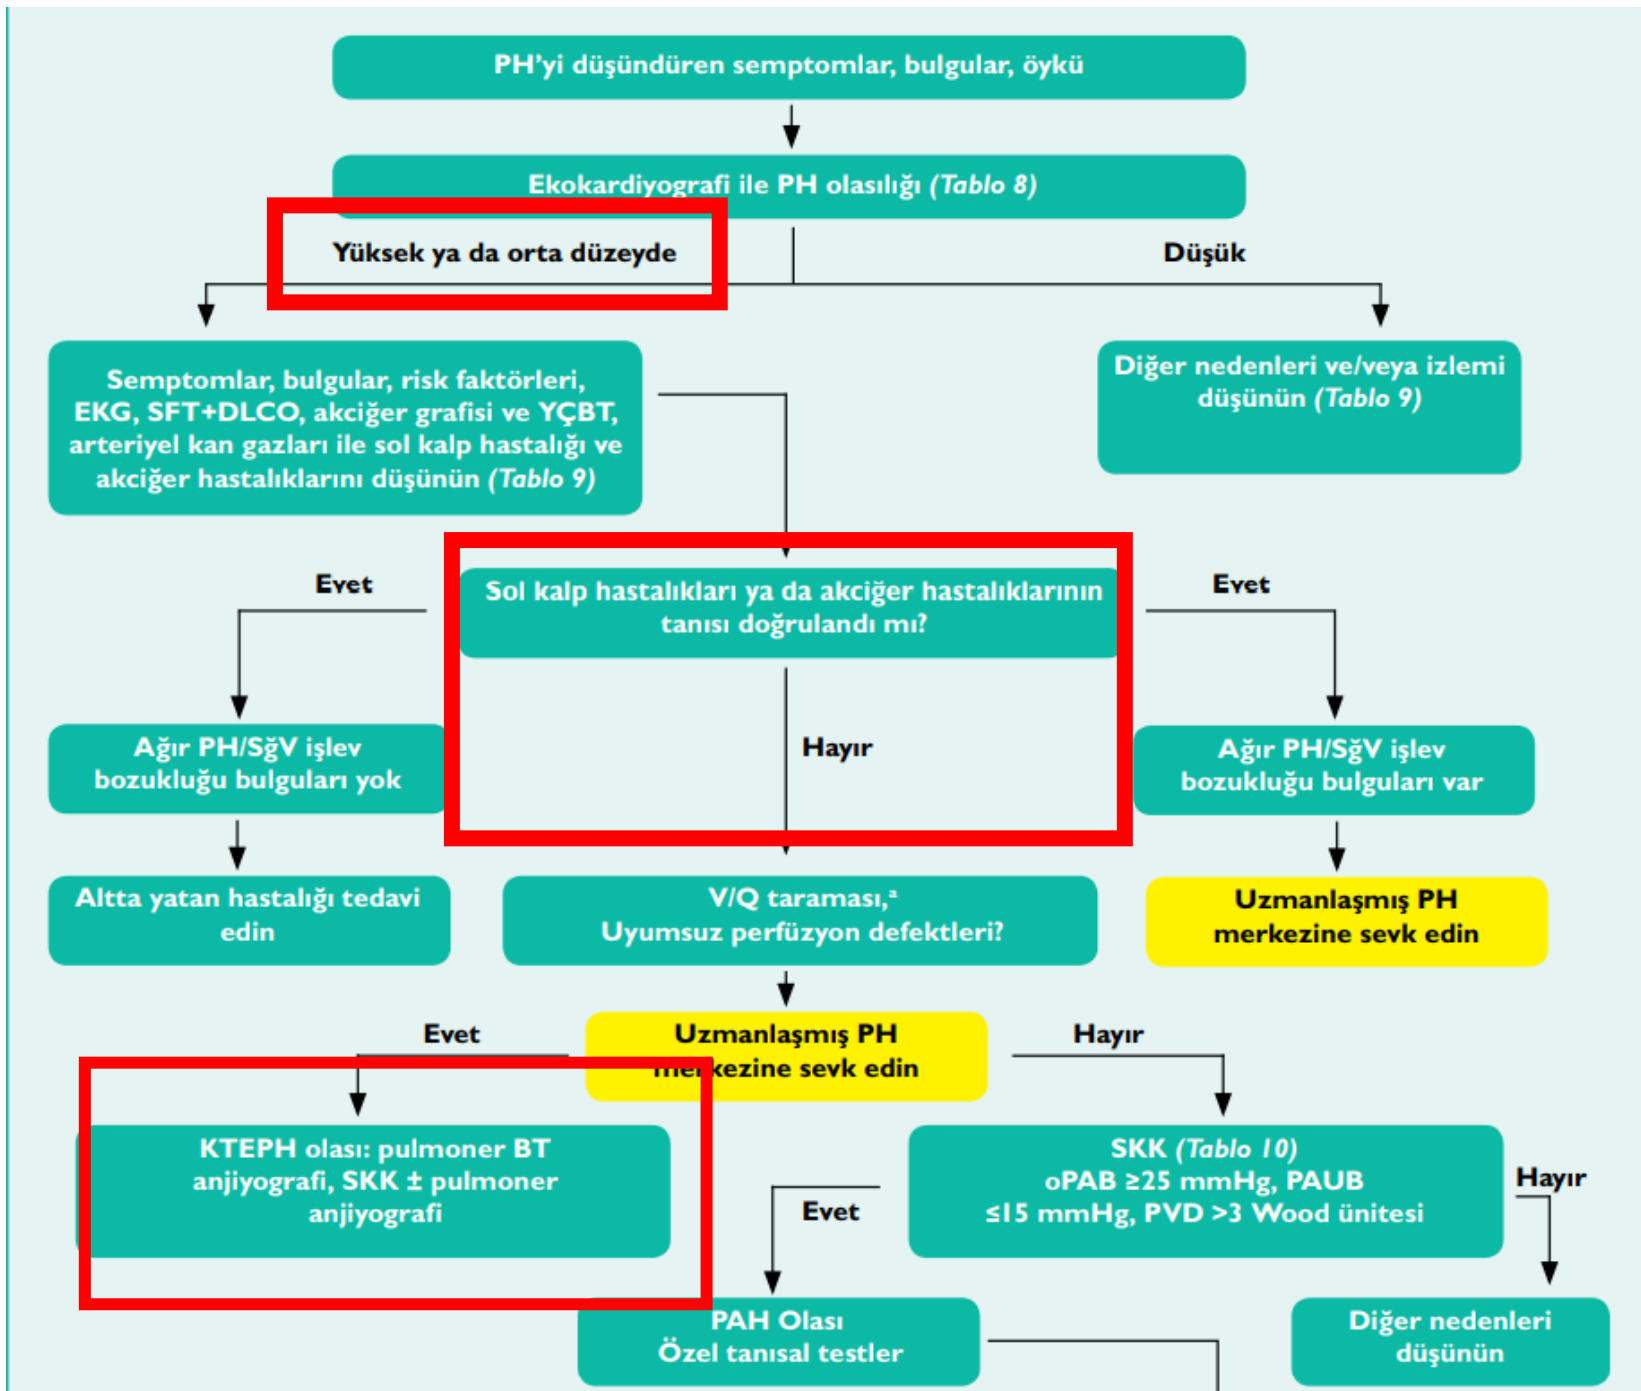 PH’yi düşündüren semptomlar, bulgular, öykü
Ekokardiyografi ile PH olasılığı (Tablo 8)
Yüksek ya da orta düzeyde
Düşük
Semptomlar, bulgular, risk faktörleri,
EKG, SFT+DLCO, akciğer grafisi ve YÇBT,
arteriyel kan gazları ile sol kalp hastalığı ve
akciğer hastalıklarını düşünün (Tablo 9)
Diğer nedenleri ve/veya izlemi
düşünün (Tablo 9)
Evet
Sol kalp hastalıkları ya da akciğer hastalıklarının
tanısı doğrulandı mı?
Evet
Ağır PH/SğV işlev
bozukluğu bulguları yok
Hayır
Ağır PH/SğV işlev
bozukluğu bulguları var
Altta yatan hastalığı tedavi
edin
V/Q taraması,ª
Uyumsuz perfüzyon defektleri?
Uzmanlaşmış PH
merkezine sevk edin
Evet
Uzmanlaşmış PH
merkezine sevk edin
Hayır
KTEPH olası: pulmoner BT
anjiyografi, SKK ± pulmoner
anjiyografi
Evet
SKK (Tablo 10)
oPAB ≥25 mmHg, PAUB
≤15 mmHg, PVD >3 Wood ünitesi
Hayır
PAH Olası
Özel tanısal testler
Diğer nedenleri
düşünün